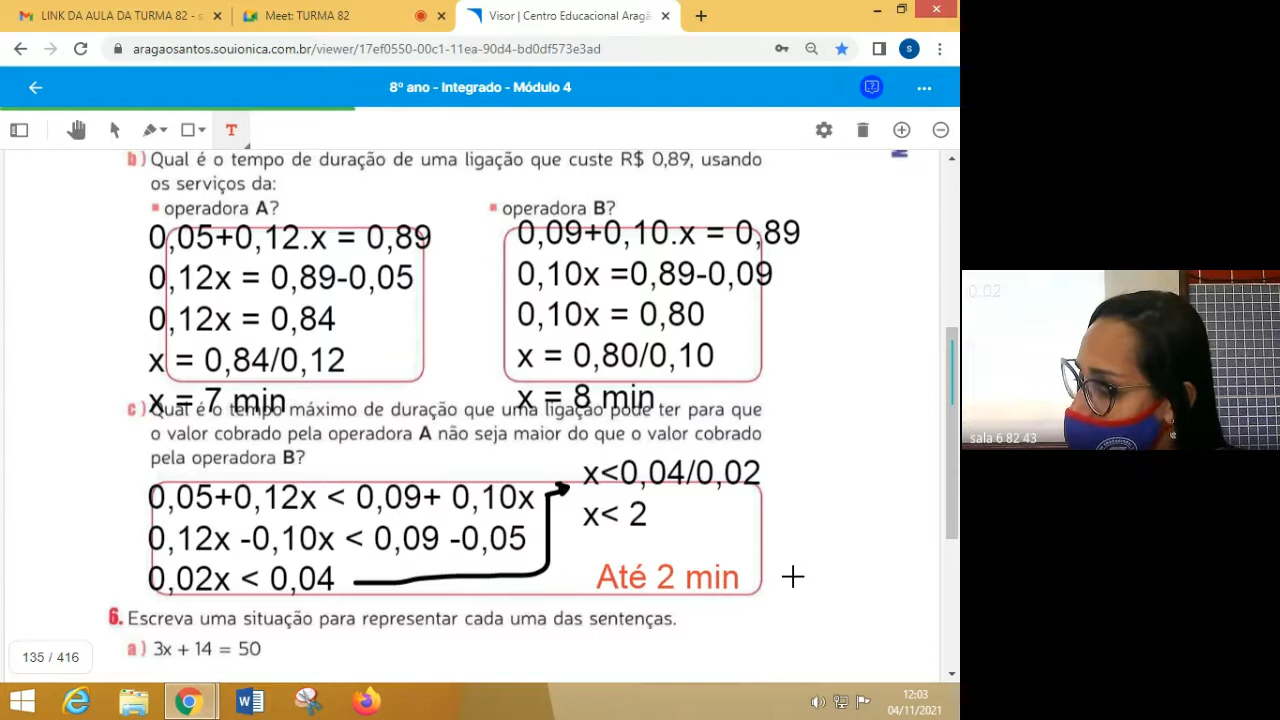 LINK DA AULA DA TURMA 82 - s
Meet: TURMA 82
Visor | Centro Educacional Aragã
aragaosantos.souionica.com.br/viewer/17ef0550-00c1-11ea-90d4-bd0df573e3ad
s
8º ano - Integrado - Módulo 4
T
b) Qual é o tempo de duração de uma ligação que custe R$ 0,89, usando
os serviços da:
operadora A?
operadora B?
0,05+0,12.x = 0,89
0,12x = 0,89-0,05
0,12x = 0,84
x = 0,84/0,12
x = 7 min
0,09+0,10.x = 0,89
0,10x =0,89-0,09
0,10x = 0,80
x = 0,80/0,10
x = 8 min
c) Qual é o tempo máximo de duração que uma ligação pode ter para que
o valor cobrado pela operadora A não seja maior do que o valor cobrado
pela operadora B?
0,05+0,12x < 0,09+ 0,10x
0,12x -0,10x < 0,09 -0,05
0,02x < 0,04
x<0,04/0,02
x< 2
Até 2 min
6. Escreva uma situação para representar cada uma das sentenças.
a) 3x + 14 = 50
135 / 416
12:03
04/11/2021
0.02
sala 6 82 43